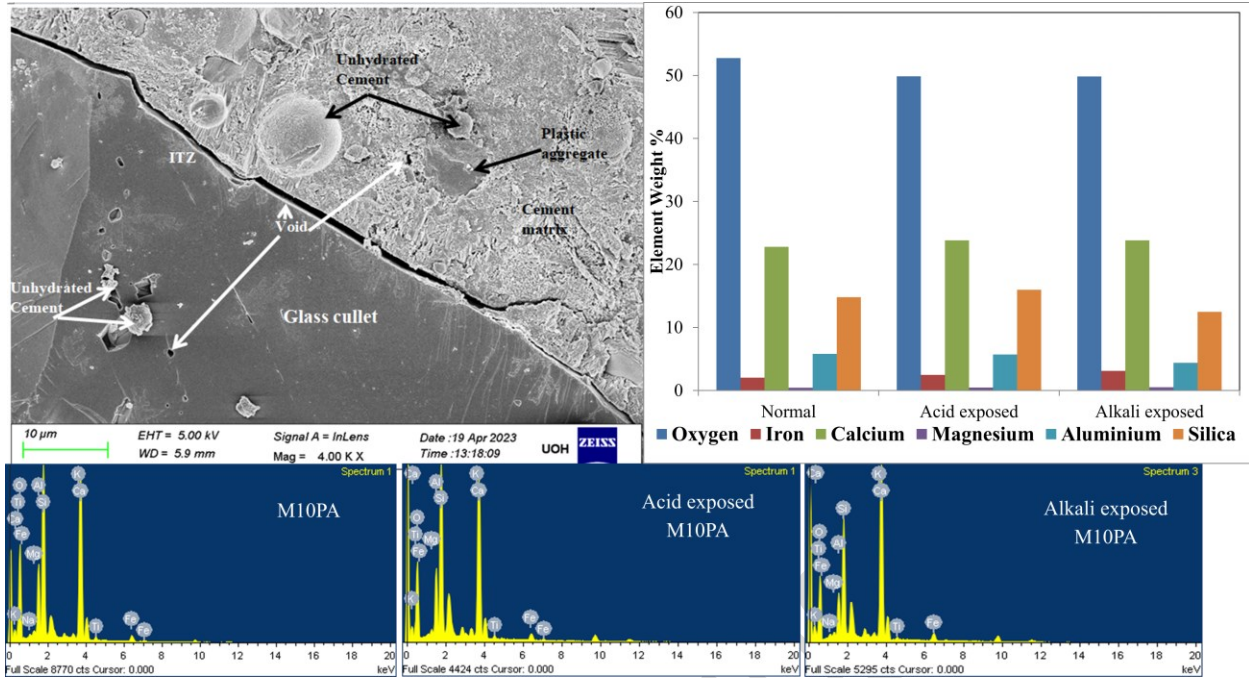 Unhydrated
Cement
Plastic
aggregate
ITZ
Void
Cement
matrix
Unhydrated
Cement
Glass cullet
10 µm
EHT = 5.00 kV
WD = 5.9 mm
Signal A = InLens
Mag = 4.00 K X
Date :19 Apr 2023
Time :13:18:09
UOH
ZEISS
Element Weight %
60
50
40
30
20
10
0
Normal
Acid exposed
Alkali exposed
Oxygen
Iron
Calcium
Magnesium
Aluminium
Silica
Spectrum 1
M10PA
K
Ca
O
Al
Ti
Si
Ca
Fe
Mg
K
Na
Ti
Fe
Fe
0 2 4 6 8 10 12 14 16 18 20
Full Scale 8770 cts Cursor: 0.000
keV
Spectrum 1
Acid exposed
M10PA
Ca
K
Al
Ca
Si
O
Ti
Mg
Fe
K
Ti
Fe
Fe
0 2 4 6 8 10 12 14 16 18 20
Full Scale 4424 cts Cursor: 0.000
keV
Spectrum 3
Alkali exposed
M10PA
Ca
K
Ca
Si
O
Ti
Al
Fe
Mg
K
Na
Ti
Fe
0 2 4 6 8 10 12 14 16 18 20
Full Scale 5295 cts Cursor: 0.000
keV